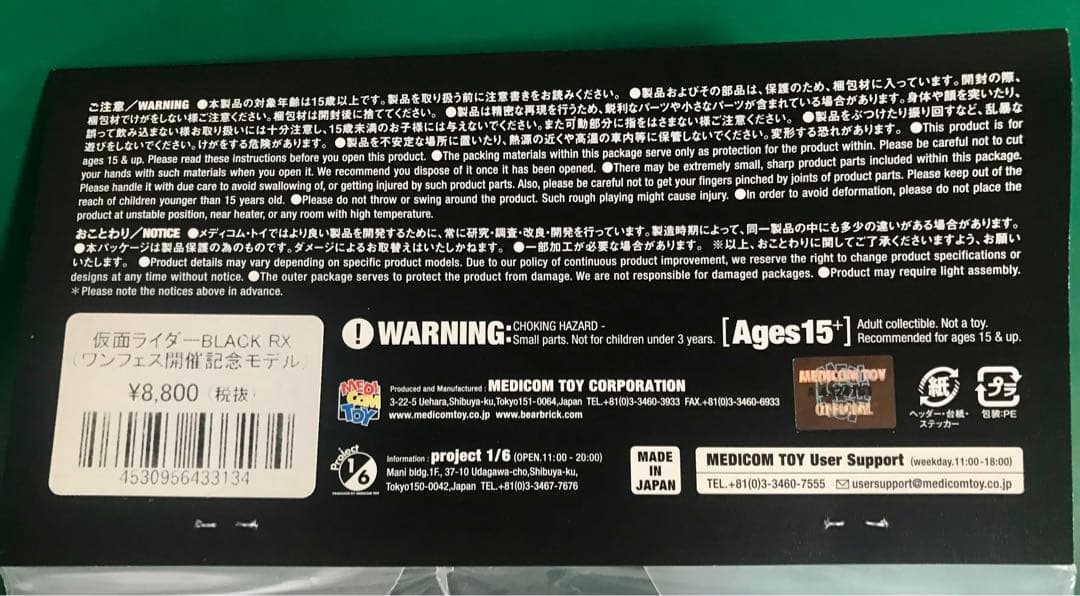 ご注意／WARNING ●本製品の対象年齢は15歳以上です。製品を取り扱う前に注意書きをお読みください。 ●製品およびその部品は、保護のため、梱包材に入っています。開封の際、
梱包材でけがをしない様ご注意ください。梱包材は開封後に捨ててください。 ●製品は精密な再現を行うため、鋭利なパーツや小さなパーツが含まれている場合があります。身体や顔を突いたり、
誤って飲み込まない様お取り扱いには十分注意し、15歳未満のお子様には与えないでください。また可動部分に指をはさまない様ご注意ください。 ●製品をぶつけたり振り回すなど、乱暴な
遊びをしないでください。けがをする危険があります。 ●製品を不安定な場所に置いたり、熱源の近くや高温の車内等に保管しないでください。変形する恐れがあります。 ●This product is for
ages 15 & up. Please read these instructions before you open this product. ●The packing materials within this package serve only as protection for the product within. Please be careful not to cut
your hands with such materials when you open it. We recommend you dispose of it once it has been opened. ●There may be extremely small, sharp product parts included within this package.
Please handle it with due care to avoid swallowing of, or getting injured by such product parts. Also, please be careful not to get your fingers pinched by joints of product parts. Please keep out of the
reach of children younger than 15 years old. ●Please do not throw or swing around the product. Such rough playing might cause injury. ●In order to avoid deformation, please do not place the
product at unstable position, near heater, or any room with high temperature.
おことわり／NOTICE ●メディコム・トイではより良い製品を開発するために、常に研究・調査・改良・開発を行っています。製造時期によって、同一製品の中にも多少の違いがある場合があります。
●本パッケージは製品保護の為のものです。ダメージによるお取替えはいたしかねます。 ●一部加工が必要な場合があります。 ※以上、おことわりに関してご了承くださいますよう、お願い
いたします。 ●Product details may vary depending on specific product models. Due to our policy of continuous product improvement, we reserve the right to change product specifications or
designs at any time without notice. ●The outer package serves to protect the product from damage. We are not responsible for damaged packages. ●Product may require light assembly.
＊Please note the notices above in advance.
仮面ライダーBLACK RX
(ワンフェス開催記念モデル)
¥8,800 (税抜)
4530956433134
WARNING: CHOKING HAZARD -
Small parts. Not for children under 3 years.
[Ages15+] Adult collectible. Not a toy.
Recommended for ages 15 & up.
MEDI
COM
TOY
Produced and Manufactured : MEDICOM TOY CORPORATION
3-22-5 Uehara,Shibuya-ku,Tokyo151-0064,Japan TEL.+81(0)3-3460-3933 FAX.+81(0)3-3460-6933
www.medicomtoy.co.jp www.bearbrick.com
MEDICOM TOY
OFFICIAL
紙
ヘッダー・台紙・
ステッカー
プラ
包装:PE
Project
1/6
PRODUCED BY MEDICOM TOY
Information : project 1/6 (OPEN.11:00 - 20:00)
Mani bldg.1F., 37-10 Udagawa-cho,Shibuya-ku,
Tokyo150-0042,Japan TEL.+81(0)3-3467-7676
MADE
IN
JAPAN
MEDICOM TOY User Support (weekday.11:00-18:00)
TEL.+81(0)3-3460-7555 usersupport@medicomtoy.co.jp